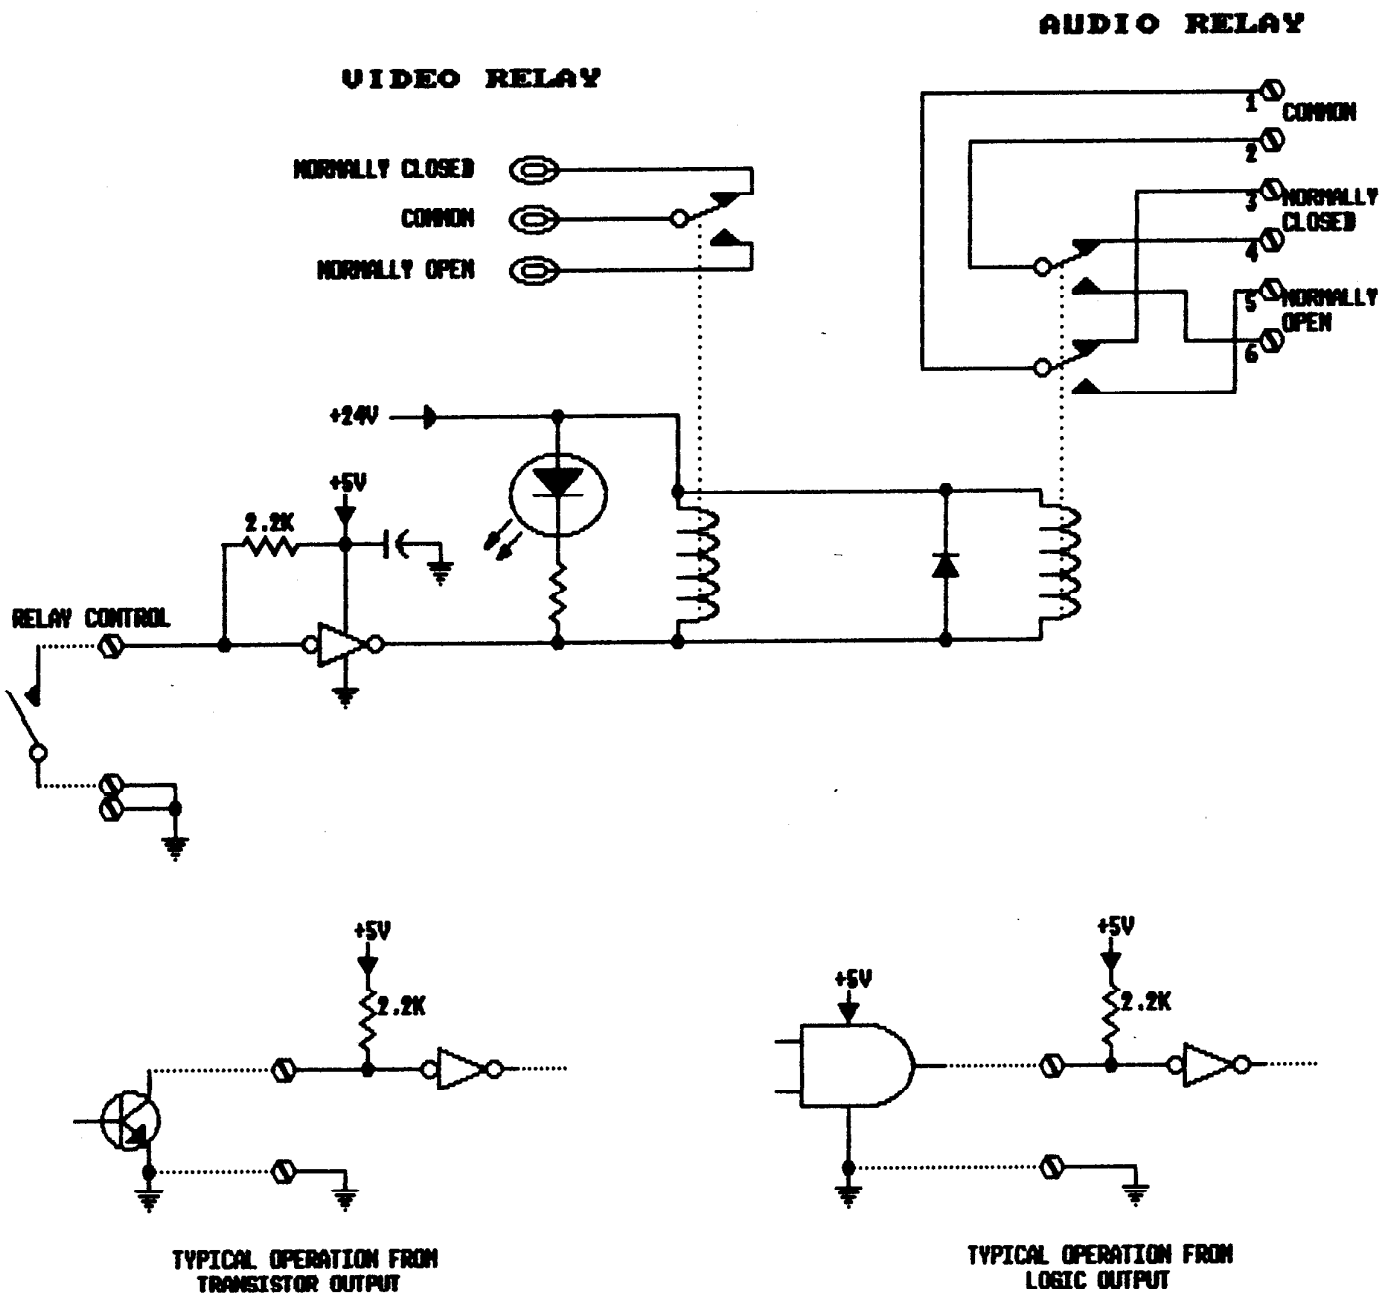 AUDIO RELAY
VIDEO RELAY
1
COMMON
2
NORMALLY CLOSED
3
NORMALLY
CLOSED
COMMON
4
NORMALLY OPEN
5
NORMALLY
OPEN
6
+24V
+5V
2.2K
RELAY CONTROL
+5V
2.2K
+5V
+5V
2.2K
TYPICAL OPERATION FROM
TRANSISTOR OUTPUT
TYPICAL OPERATION FROM
LOGIC OUTPUT